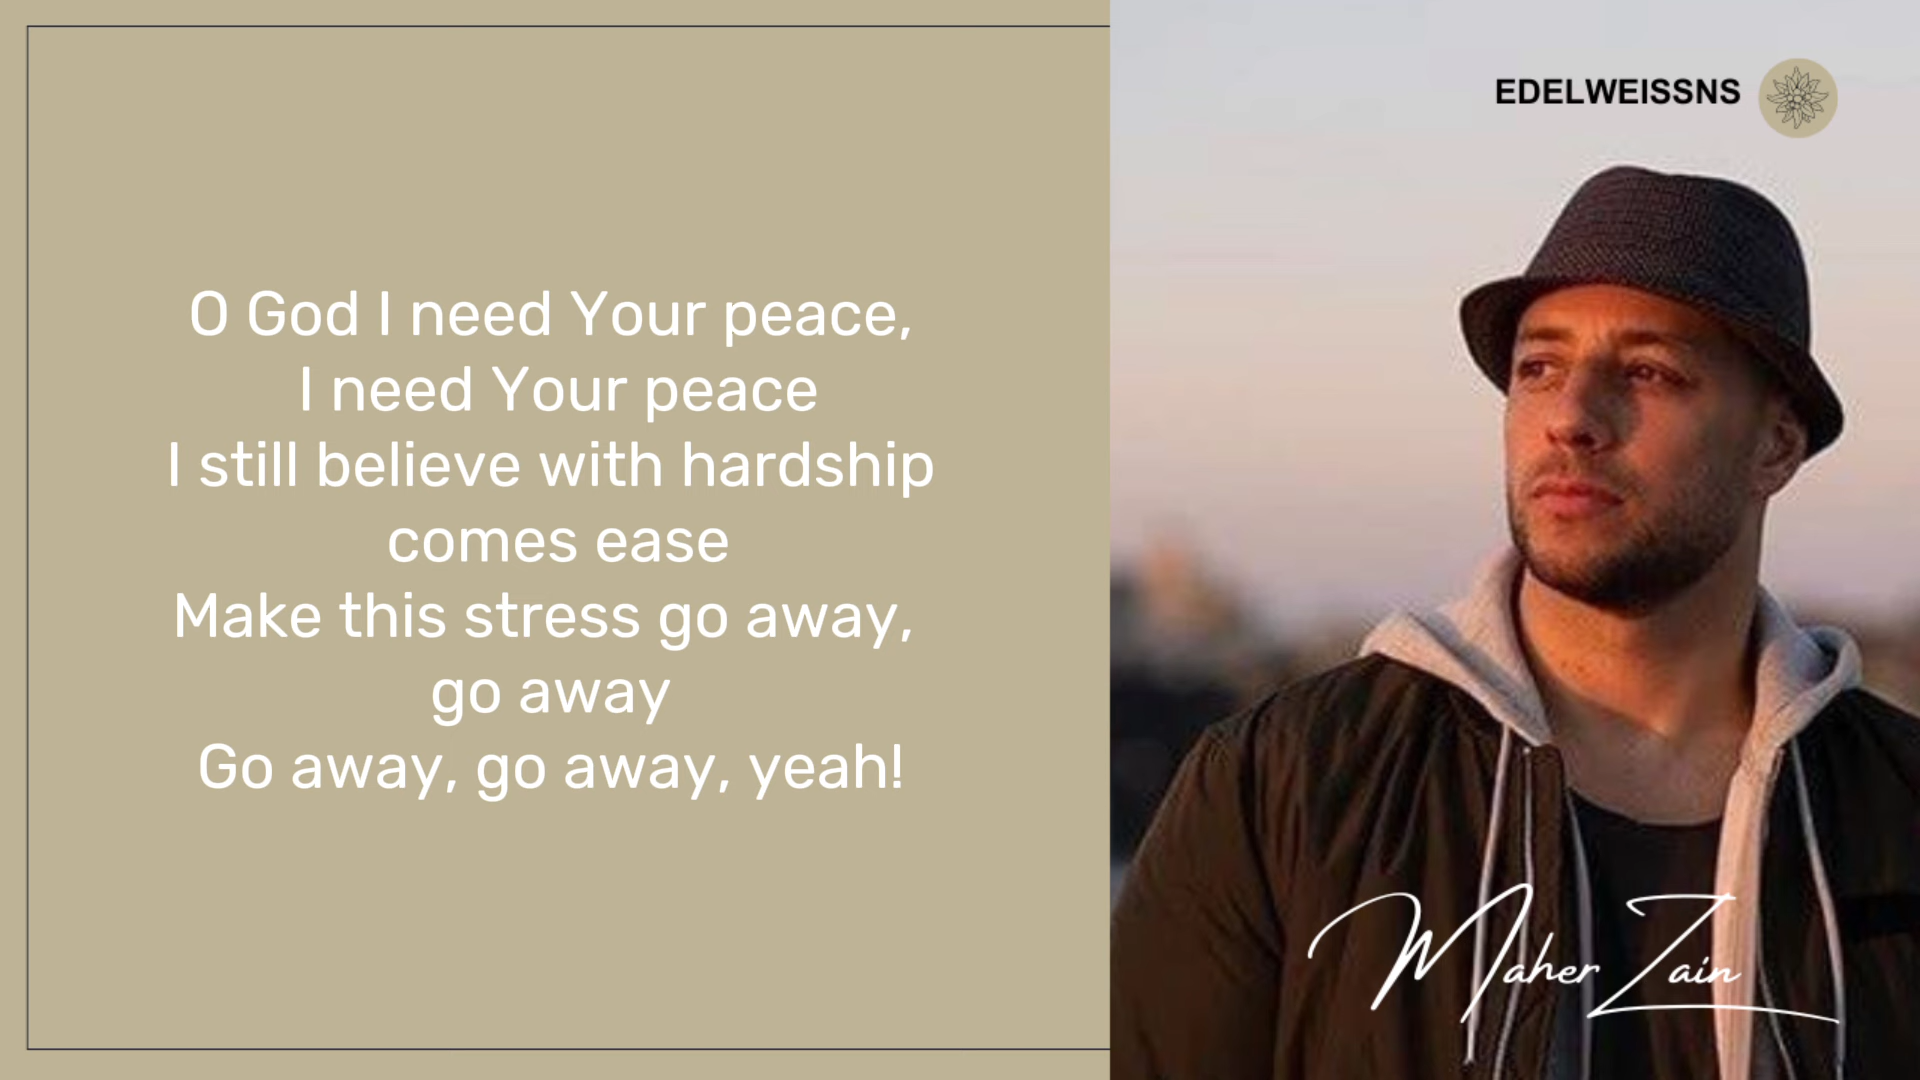 O God I need Your peace,
I need Your peace
I still believe with hardship
comes ease
Make this stress go away,
go away
Go away, go away, yeah!
EDELWEISSNS
Maher Zain